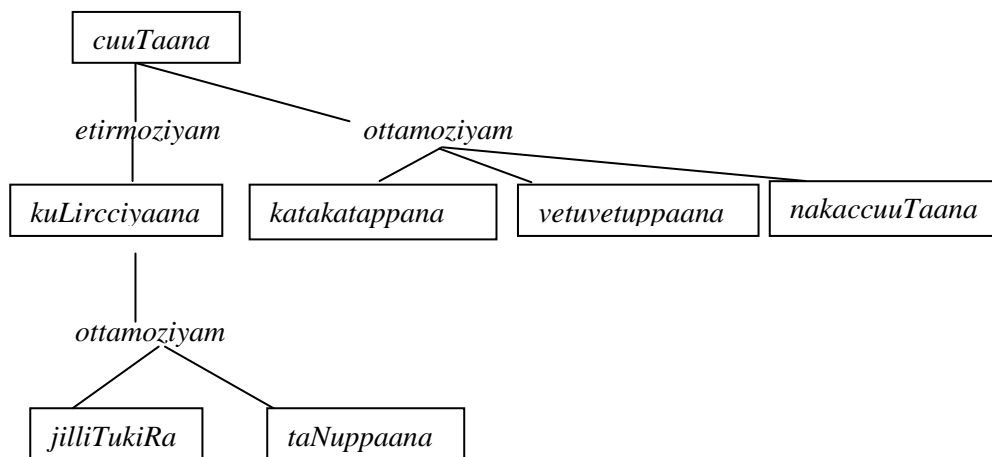 cuuTaana
etirmoziyam ottamoziyam
kuLircciyaana katakatappana vetuvetuppaana nakaccuuTaana
ottamoziyam
jilliTukiRa taNuppaana